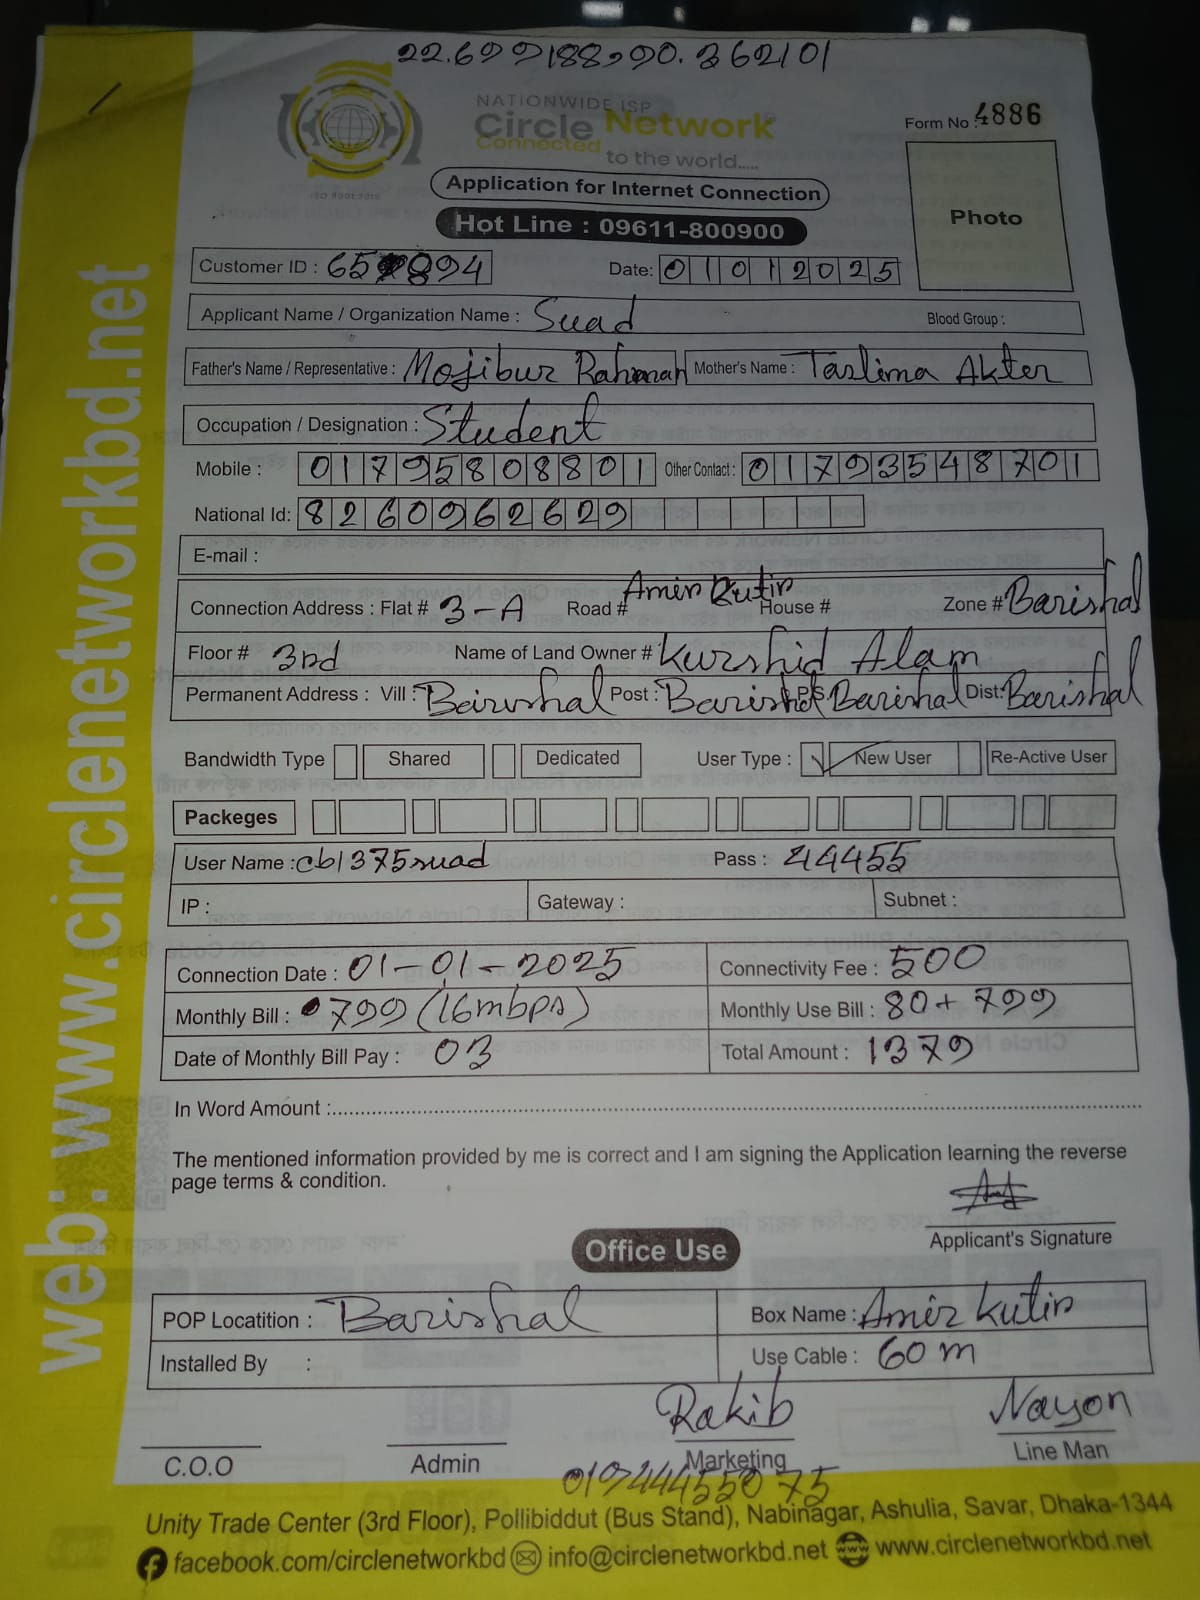 22.699188,90.362101
NATIONWIDE ISP
Circle Network
Connected
to the world.....
ISO 9001:2015
Form No : 4886
Application for Internet Connection
Hot Line : 09611-800900
Photo
Customer ID : 65 894
Date: 01012025
Applicant Name / Organization Name : Suad
Blood Group :
Father's Name / Representative : Mojibur Rahman Mother's Name : Taslima Akter
Occupation / Designation : Student
Mobile : 01795808801 Other Contact : 01793548701
National Id: 8260962629
E-mail :
Connection Address : Flat # 3-A Road # Amir Kutir House # Zone # Barishal
Floor # 3rd Name of Land Owner # Kurshid Alam
Permanent Address : Vill : Barishal Post : Barishal P.S. Barishal Dist: Barishal
Bandwidth Type Shared Dedicated User Type : ✓ New User Re-Active User
Packeges
User Name : cb1375suad Pass : 44455
IP : Gateway : Subnet :
Connection Date : 01-01-2025 Connectivity Fee : 500
Monthly Bill : 799 (16mbps) Monthly Use Bill : 80+ 799
Date of Monthly Bill Pay : 03 Total Amount : 1379
In Word Amount :
The mentioned information provided by me is correct and I am signing the Application learning the reverse
page terms & condition.
Applicant's Signature
Office Use
POP Locatition : Barishal Box Name : Amir Kutir
Installed By : Use Cable : 60 m
Rakib Nayon
C.O.O Admin Marketing Line Man
Unity Trade Center (3rd Floor), Pollibiddut (Bus Stand), Nabinagar, Ashulia, Savar, Dhaka-1344
facebook.com/circlenetworkbd info@circlenetworkbd.net www.circlenetworkbd.net
web: www.circlenetworkbd.net